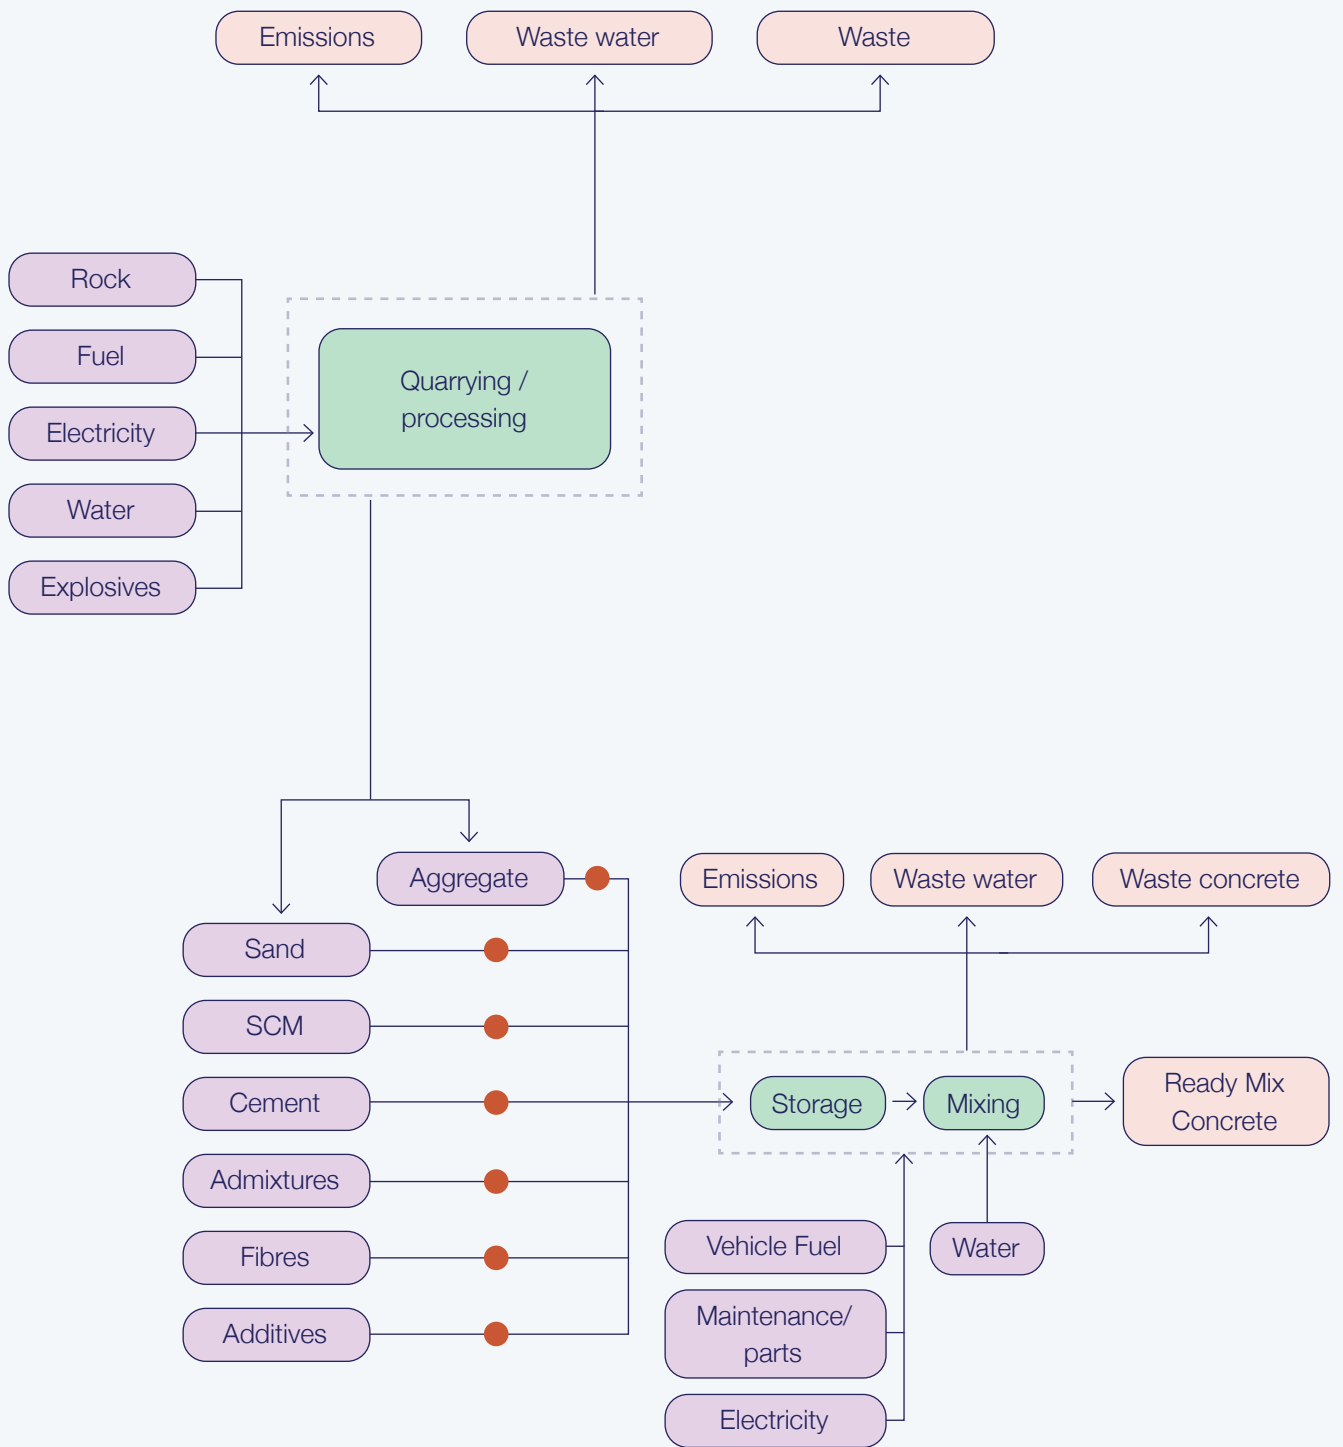 Emissions
Waste water
Waste
Rock
Fuel
Electricity
Water
Explosives
Quarrying /
processing
Aggregate
Sand
SCM
Cement
Admixtures
Fibres
Additives
Emissions
Waste water
Waste concrete
Storage
Mixing
Ready Mix
Concrete
Vehicle Fuel
Water
Maintenance/
parts
Electricity